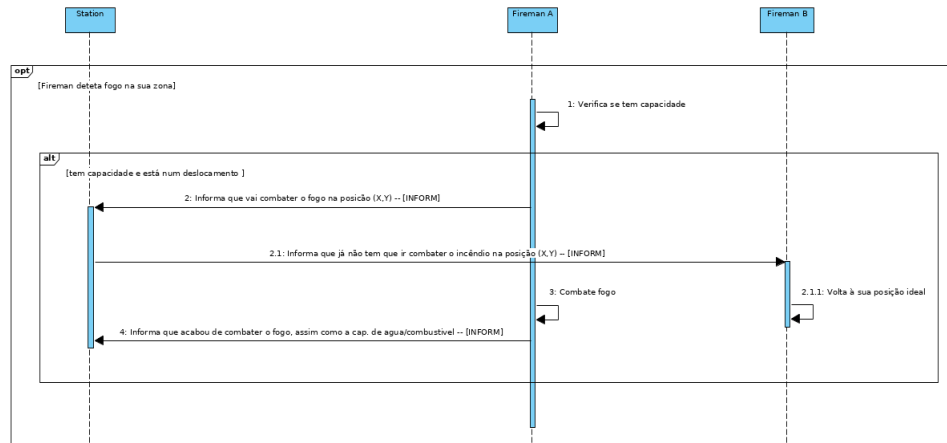 Station
Fireman A
Fireman B
opt
[Fireman deteta fogo na sua zona]
1: Verifica se tem capacidade
alt
[tem capacidade e está num deslocamento ]
2: Informa que vai combater o fogo na posicão (X,Y) -- [INFORM]
2.1: Informa que já não tem que ir combater o incêndio na posição (X,Y) -- [INFORM]
3: Combate fogo
2.1.1: Volta à sua posição ideal
4: Informa que acabou de combater o fogo, assim como a cap. de agua/combustivel -- [INFORM]